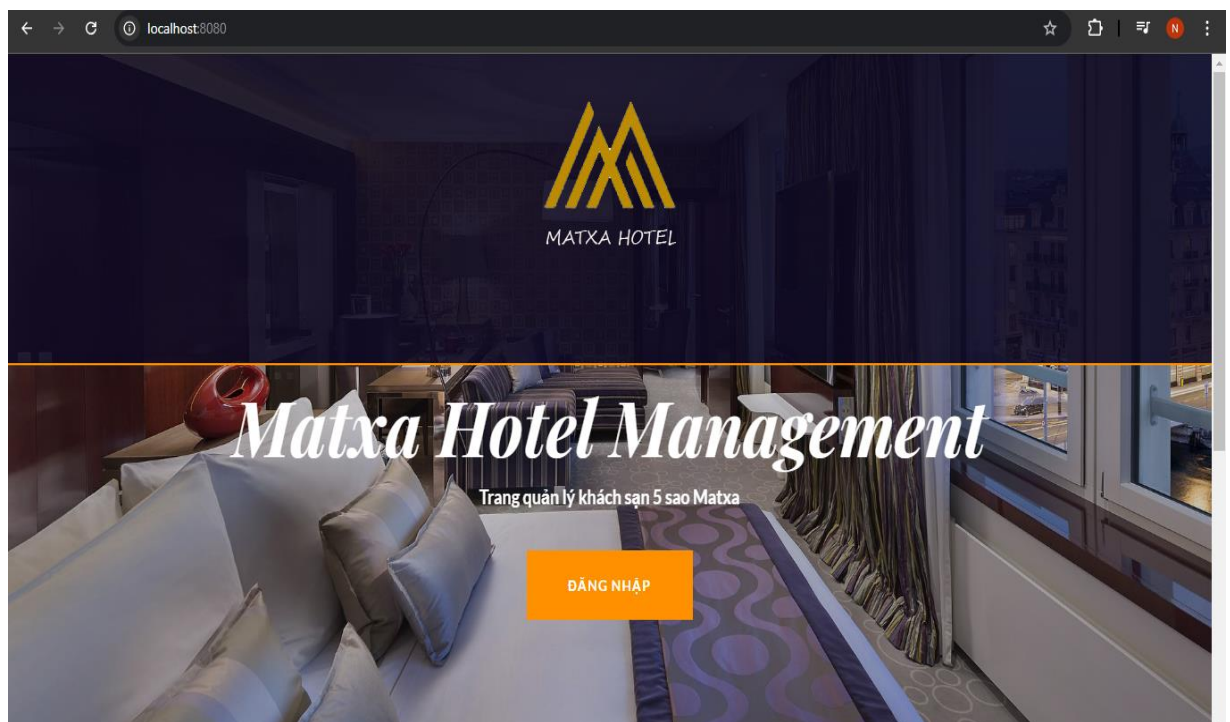 localhost:8080
N
MATXA HOTEL
Matxa Hotel Management
Trang quản lý khách sạn 5 sao Matxa
ĐĂNG NHẬP